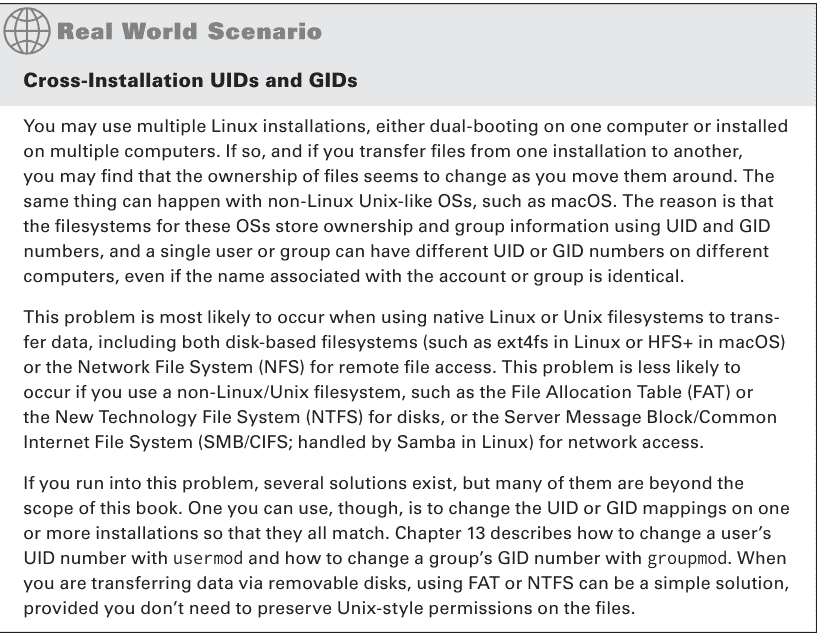 Real World Scenario
Cross-Installation UIDs and GIDs
You may use multiple Linux installations, either dual-booting on one computer or installed
on multiple computers. If so, and if you transfer files from one installation to another,
you may find that the ownership of files seems to change as you move them around. The
same thing can happen with non-Linux Unix-like OSs, such as macOS. The reason is that
the filesystems for these OSs store ownership and group information using UID and GID
numbers, and a single user or group can have different UID or GID numbers on different
computers, even if the name associated with the account or group is identical.
This problem is most likely to occur when using native Linux or Unix filesystems to trans-
fer data, including both disk-based filesystems (such as ext4fs in Linux or HFS+ in macOS)
or the Network File System (NFS) for remote file access. This problem is less likely to
occur if you use a non-Linux/Unix filesystem, such as the File Allocation Table (FAT) or
the New Technology File System (NTFS) for disks, or the Server Message Block/Common
Internet File System (SMB/CIFS; handled by Samba in Linux) for network access.
If you run into this problem, several solutions exist, but many of them are beyond the
scope of this book. One you can use, though, is to change the UID or GID mappings on one
or more installations so that they all match. Chapter 13 describes how to change a user’s
UID number with usermod and how to change a group’s GID number with groupmod. When
you are transferring data via removable disks, using FAT or NTFS can be a simple solution,
provided you don’t need to preserve Unix-style permissions on the files.